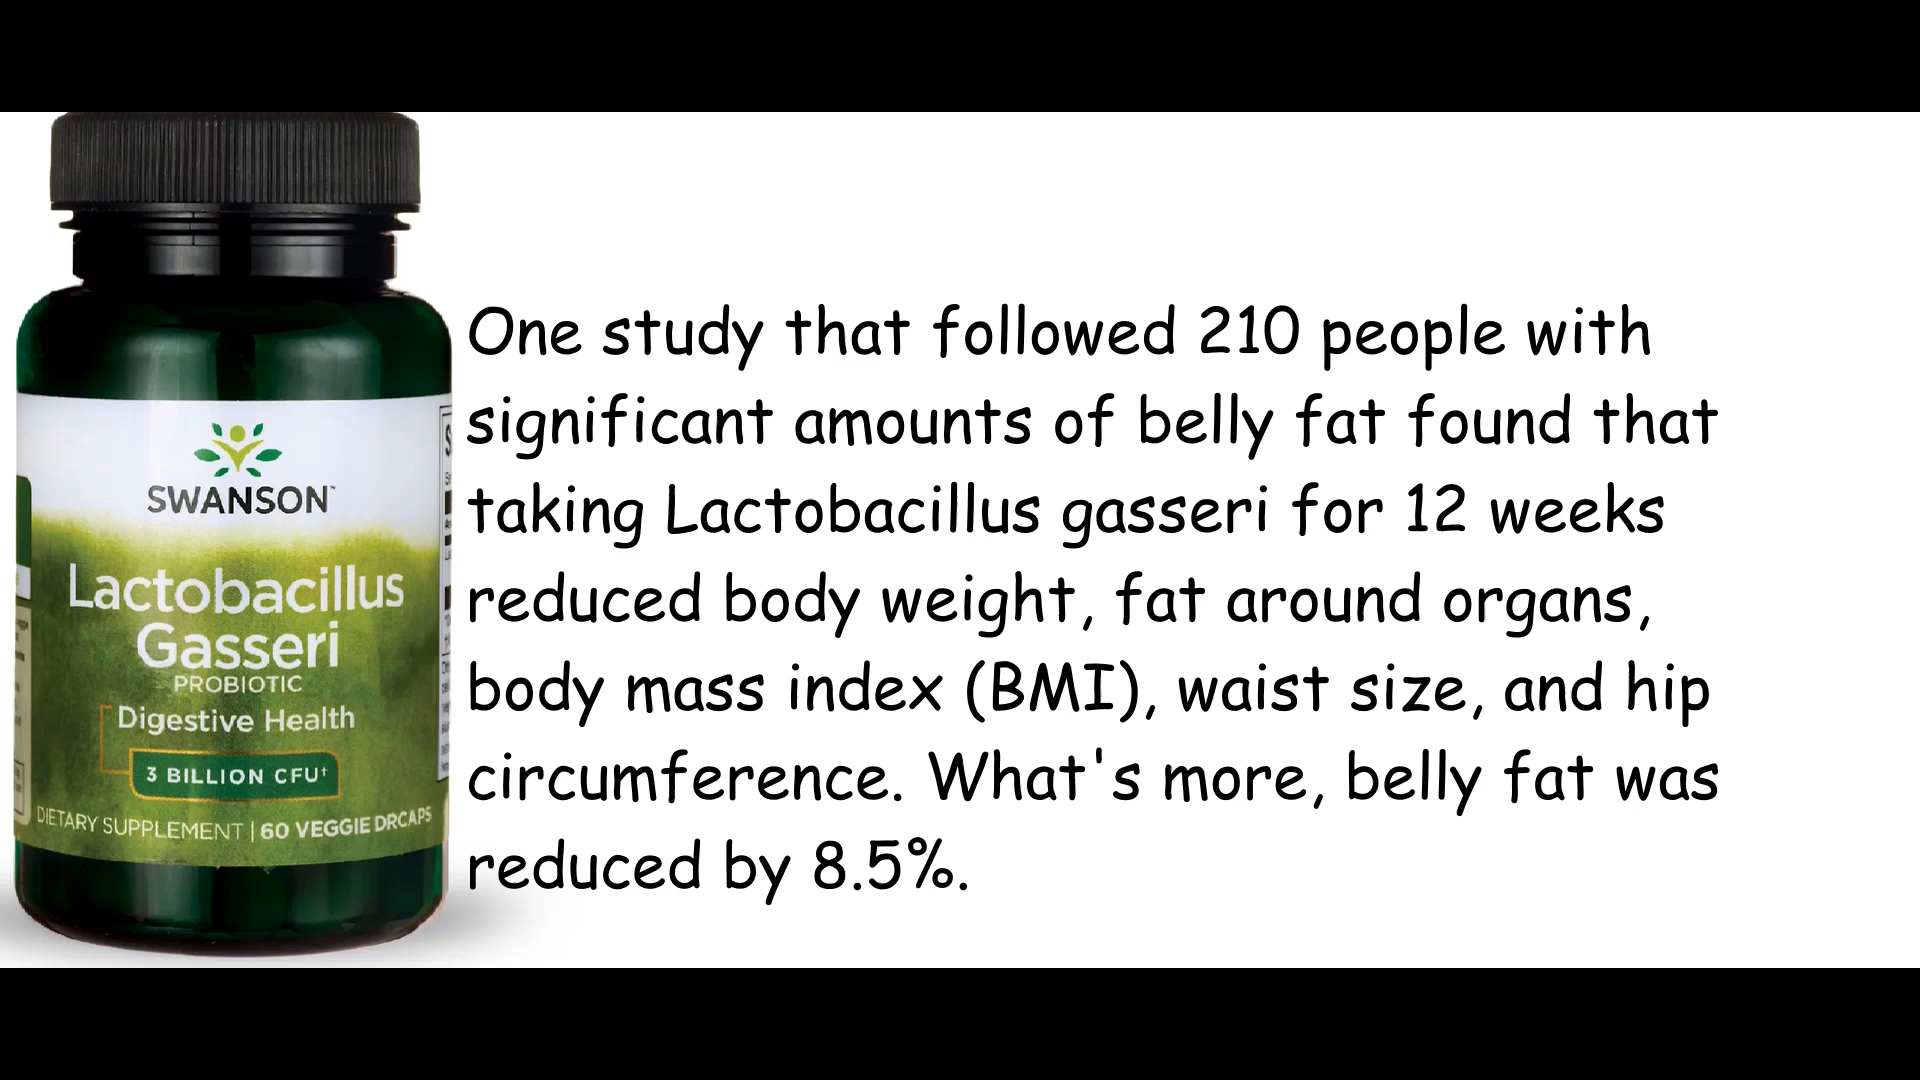 SWANSON™
Lactobacillus
Gasseri
PROBIOTIC
Digestive Health
3 BILLION CFU†
DIETARY SUPPLEMENT | 60 VEGGIE DRCAPS
One study that followed 210 people with
significant amounts of belly fat found that
taking Lactobacillus gasseri for 12 weeks
reduced body weight, fat around organs,
body mass index (BMI), waist size, and hip
circumference. What's more, belly fat was
reduced by 8.5%.